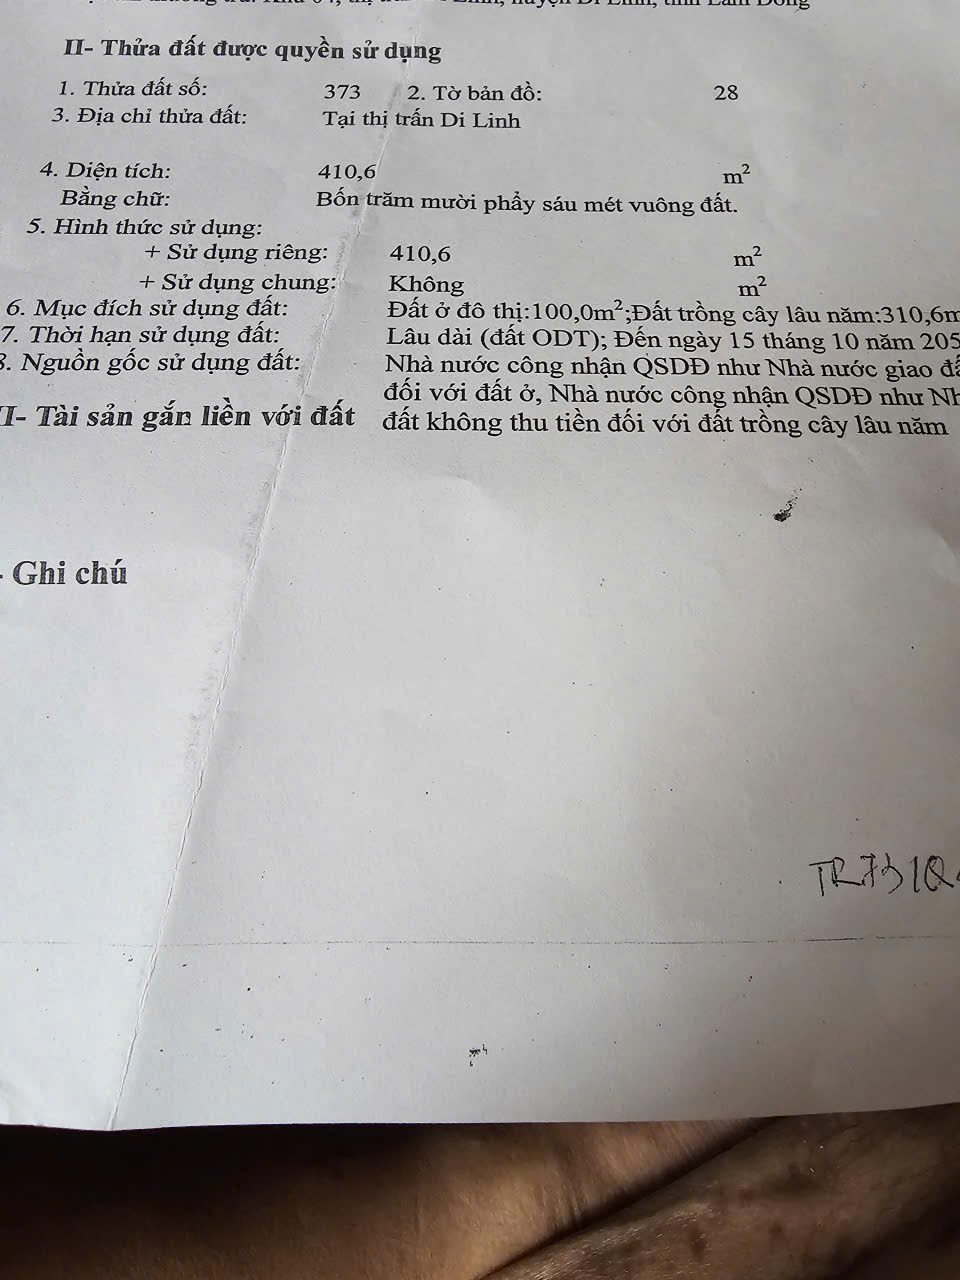 II- Thửa đất được quyền sử dụng
1. Thửa đất số: 373 2. Tờ bản đồ: 28
3. Địa chỉ thửa đất: Tại thị trấn Di Linh
4. Diện tích: 410,6 m²
Bằng chữ: Bốn trăm mười phẩy sáu mét vuông đất.
5. Hình thức sử dụng:
+ Sử dụng riêng: 410,6 m²
+ Sử dụng chung: Không m²
6. Mục đích sử dụng đất: Đất ở đô thị:100,0m²;Đất trồng cây lâu năm:310,6m
7. Thời hạn sử dụng đất: Lâu dài (đất ODT); Đến ngày 15 tháng 10 năm 205
8. Nguồn gốc sử dụng đất: Nhà nước công nhận QSDĐ như Nhà nước giao
đối với đất ở, Nhà nước công nhận QSDĐ như
II- Tài sản gắn liền với đất đất không thu tiền đối với đất trồng cây lâu năm
- Ghi chú